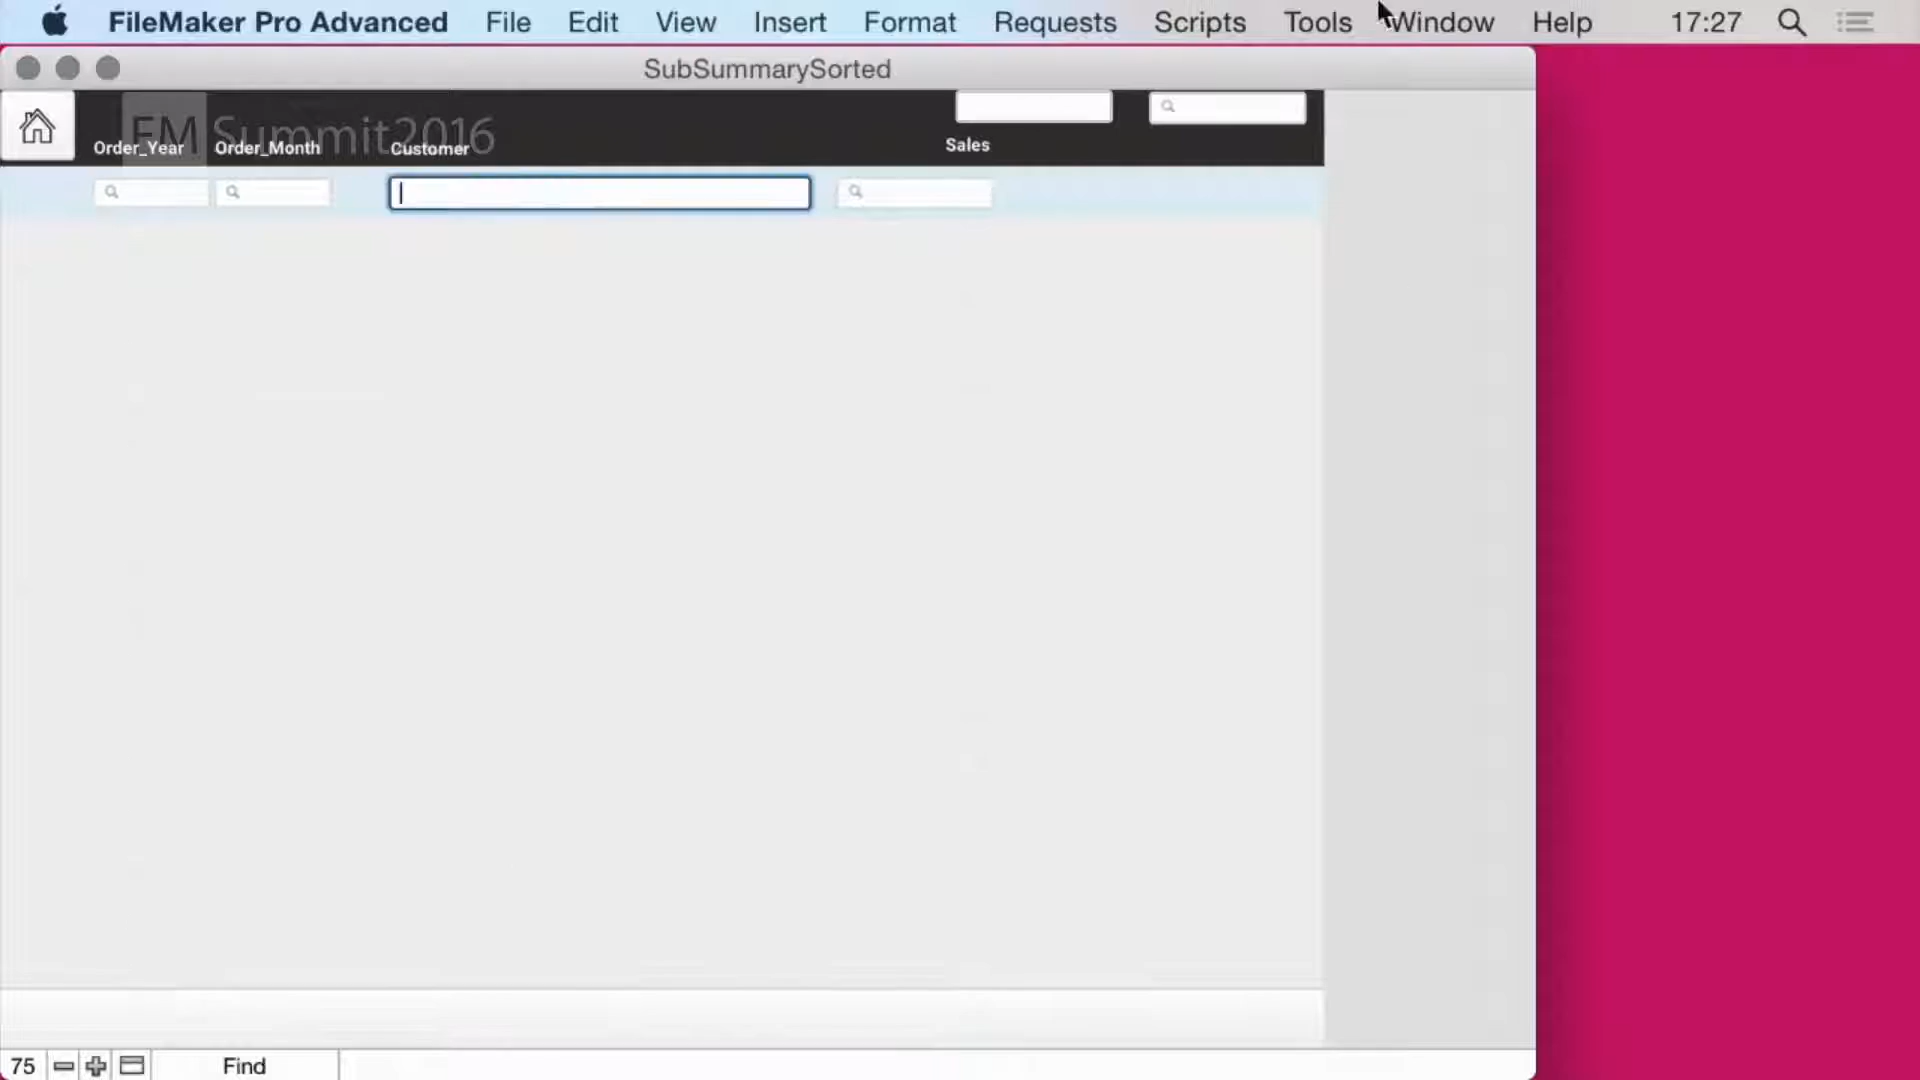 FileMaker Pro Advanced File Edit View Insert Format Requests Scripts Tools Window Help 17:27
SubSummarySorted
FM Summit2016
Order_Year Order_Month Customer Sales
75 Find